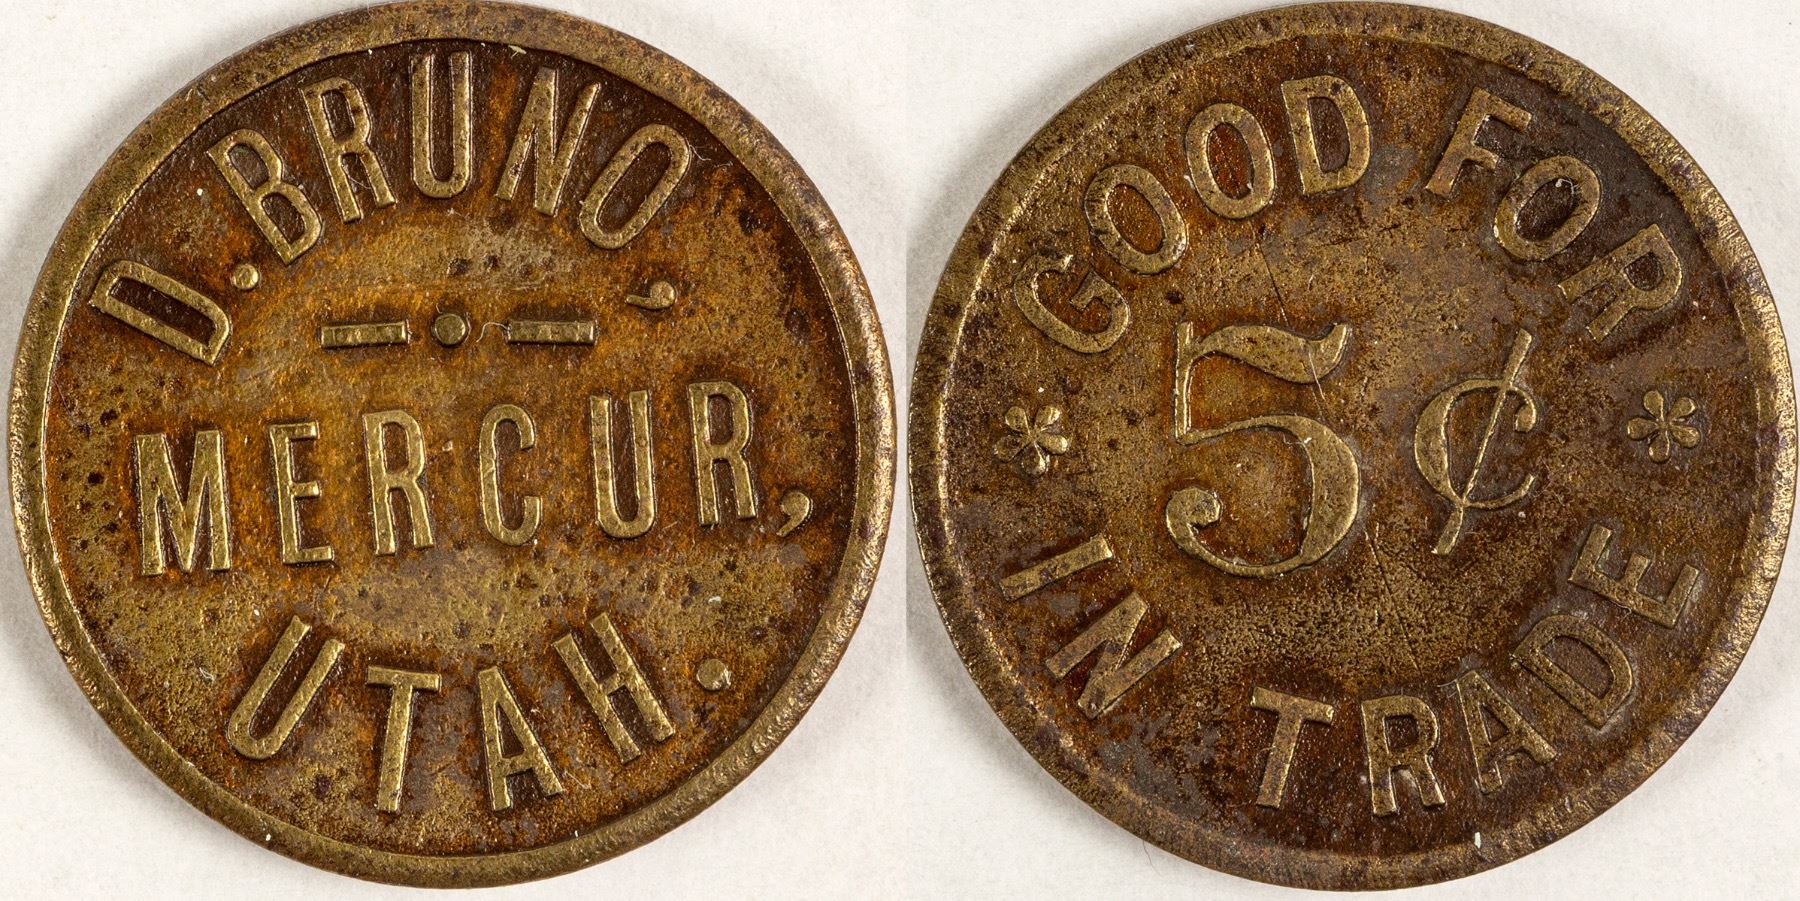 D. BRUNO,
MERCUR,
UTAH.
GOOD FOR
5 ¢
IN TRADE